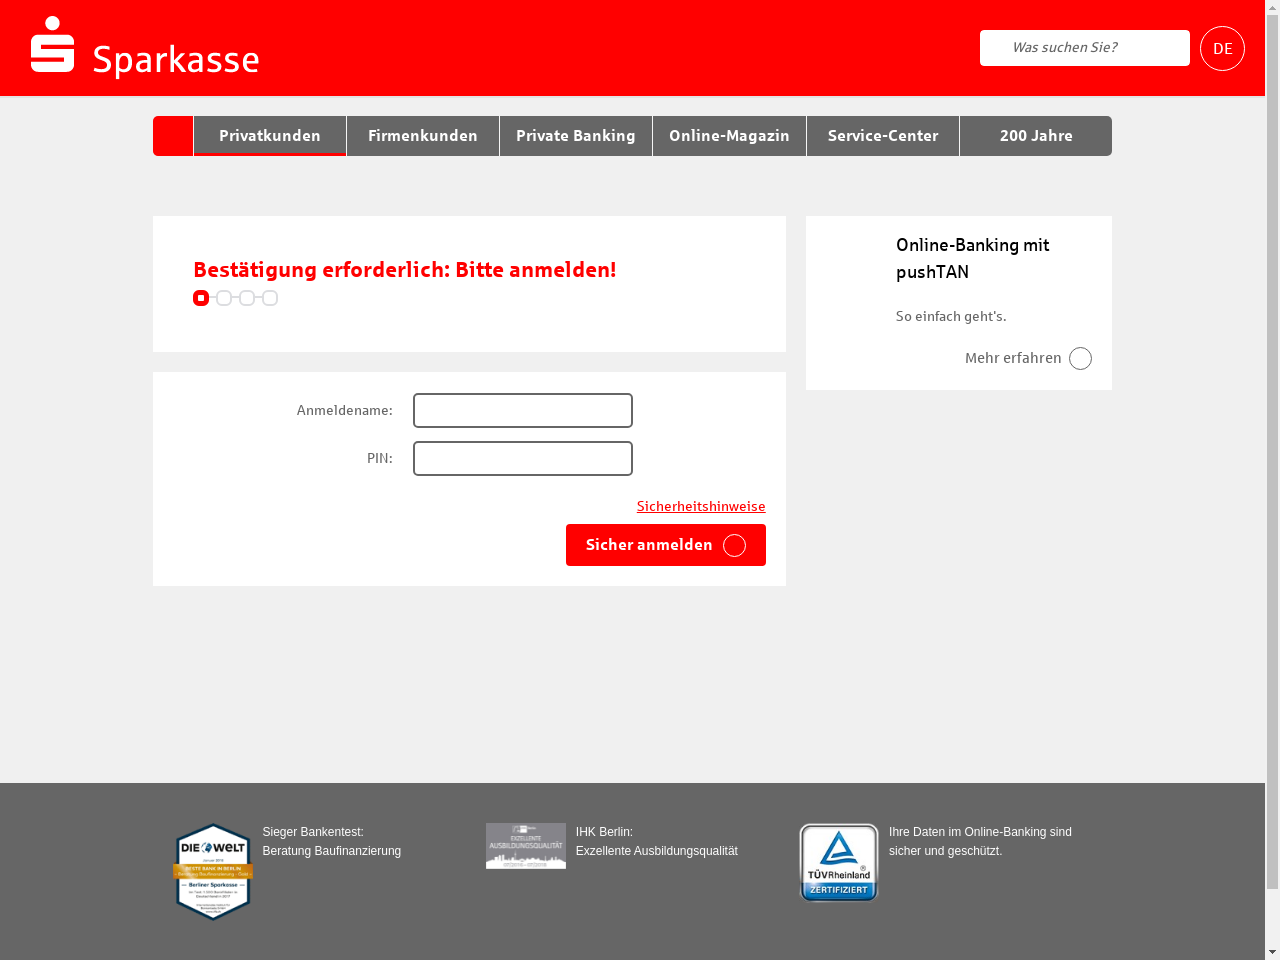 Sparkasse
Was suchen Sie?
DE
Privatkunden
Firmenkunden
Private Banking
Online-Magazin
Service-Center
200 Jahre
Bestätigung erforderlich: Bitte anmelden!
Online-Banking mit
pushTAN
So einfach geht's.
Mehr erfahren
Anmeldename:
PIN:
Sicherheitshinweise
Sicher anmelden
DIE WELT
BESTE BANK IN BERLIN
Berliner Sparkasse
Sieger Bankentest:
Beratung Baufinanzierung
EXZELLENTE
AUSBILDUNGSQUALITÄT
IHK Berlin:
Exzellente Ausbildungsqualität
TÜVRheinland
ZERTIFIZIERT
Ihre Daten im Online-Banking sind
sicher und geschützt.